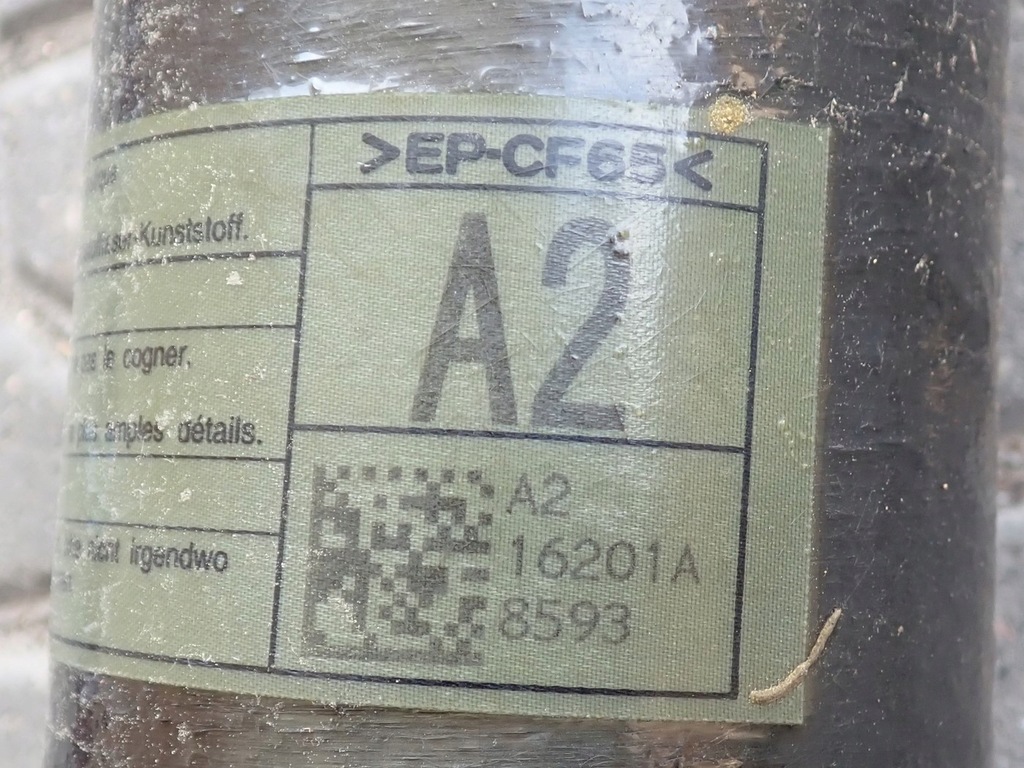 >EP-CF65<
A2
Kunststoff.
le cogner.
amples détails.
nicht irgendwo
A2
16201A
8593